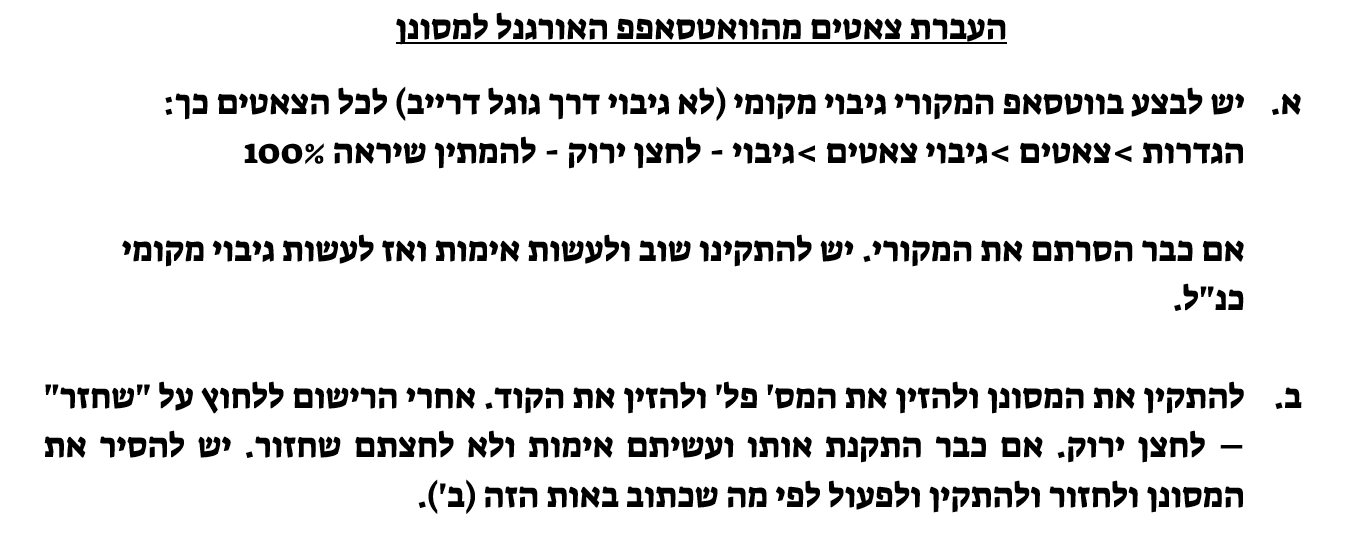 העברת צאטים מהוואטסאפפ האורגנל למסונן
א. יש לבצע בווטסאפ המקורי גיבוי מקומי (לא גיבוי דרך גוגל דרייב) לכל הצאטים כך:
הגדרות >צאטים >גיבוי צאטים >גיבוי - לחצן ירוק - להמתין שיראה 100%
אם כבר הסרתם את המקורי. יש להתקינו שוב ולעשות אימות ואז לעשות גיבוי מקומי
כנ"ל.
ב. להתקין את המסונן ולהזין את המס' פל' ולהזין את הקוד. אחרי הרישום ללחוץ על "שחזר"
– לחצן ירוק. אם כבר התקנת אותו ועשיתם אימות ולא לחצתם שחזור. יש להסיר את
המסונן ולחזור ולהתקין ולפעול לפי מה שכתוב באות הזה (ב').